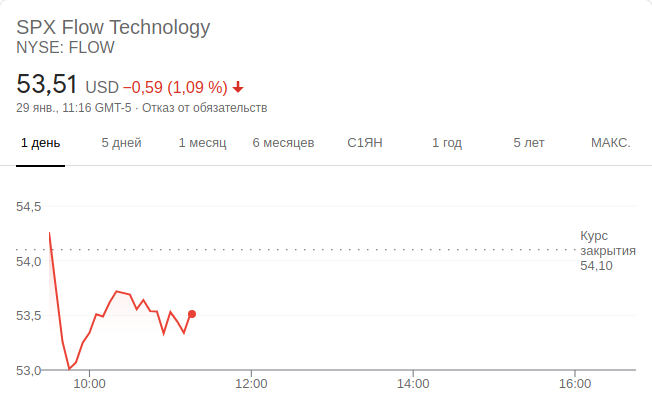 SPX Flow Technology
NYSE: FLOW
53,51 USD −0,59 (1,09 %)
29 янв., 11:16 GMT-5 · Отказ от обязательств
1 день 5 дней 1 месяц 6 месяцев С1ЯН 1 год 5 лет МАКС.
54,5
Курс
закрытия
54,10
54,0
53,5
53,0
10:00 12:00 14:00 16:00